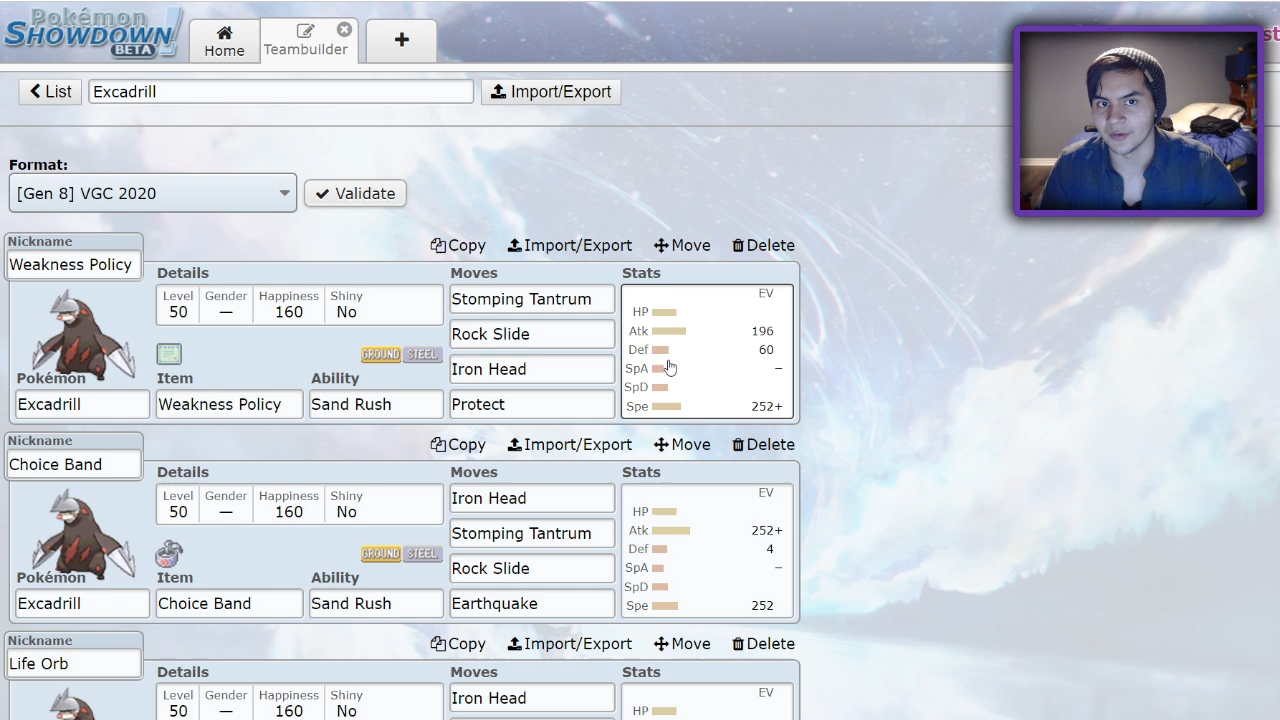 Pokémon
SHOWDOWN!
BETA
Home
Teambuilder
+
st
List
Excadrill
Import/Export
Format:
[Gen 8] VGC 2020
Validate
Copy Import/Export Move Delete
Nickname
Weakness Policy
Details
Moves
Stats
Level Gender Happiness Shiny
50 — 160 No
Stomping Tantrum
Rock Slide
Iron Head
Protect
EV
HP
Atk 196
Def 60
SpA –
SpD
Spe 252+
GROUND STEEL
Pokémon Item Ability
Excadrill Weakness Policy Sand Rush
Copy Import/Export Move Delete
Nickname
Choice Band
Details
Moves
Stats
Level Gender Happiness Shiny
50 — 160 No
Iron Head
Stomping Tantrum
Rock Slide
Earthquake
EV
HP
Atk 252+
Def 4
SpA –
SpD
Spe 252
GROUND STEEL
Pokémon Item Ability
Excadrill Choice Band Sand Rush
Copy Import/Export Move Delete
Nickname
Life Orb
Details
Moves
Stats
Level Gender Happiness Shiny
50 — 160 No
Iron Head
EV
HP